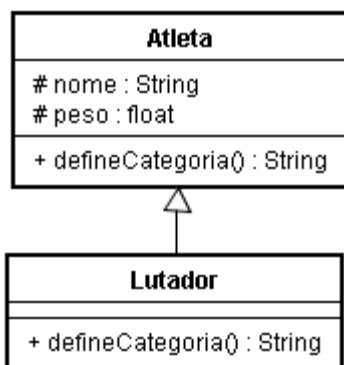 Atleta
# nome : String
# peso : float
+ defineCategoria() : String
Lutador
+ defineCategoria() : String